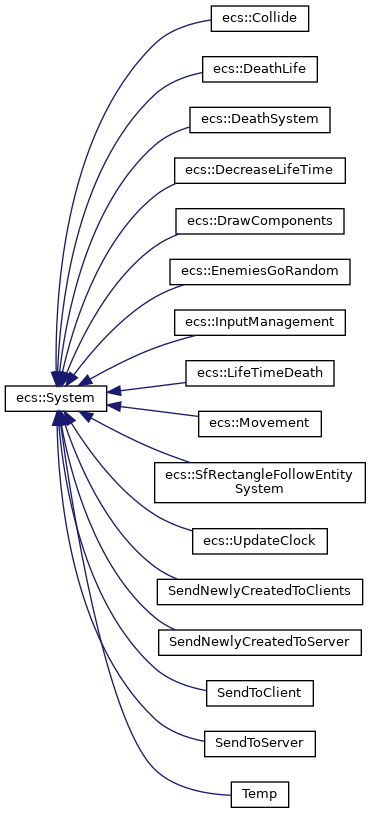 ecs::Collide
ecs::DeathLife
ecs::DeathSystem
ecs::DecreaseLifeTime
ecs::DrawComponents
ecs::EnemiesGoRandom
ecs::InputManagement
ecs::LifeTimeDeath
ecs::System
ecs::Movement
ecs::SfRectangleFollowEntity
System
ecs::UpdateClock
SendNewlyCreatedToClients
SendNewlyCreatedToServer
SendToClient
SendToServer
Temp